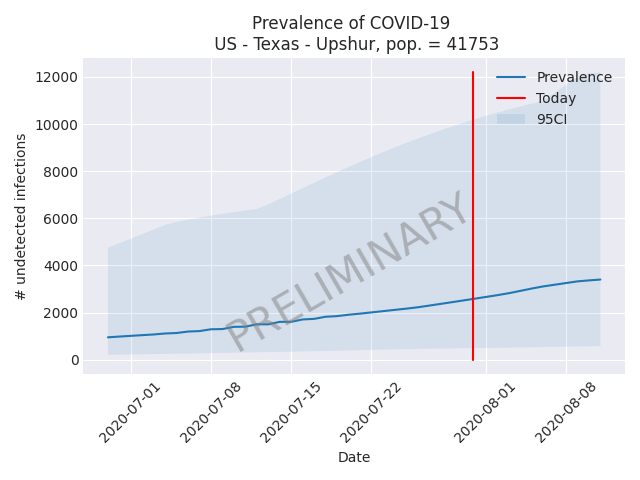 Prevalence of COVID-19
US - Texas - Upshur, pop. = 41753
12000
10000
8000
6000
4000
2000
0
# undetected infections
Prevalence
Today
95CI
PRELIMINARY
2020-07-01
2020-07-08
2020-07-15
2020-07-22
2020-08-01
2020-08-08
Date